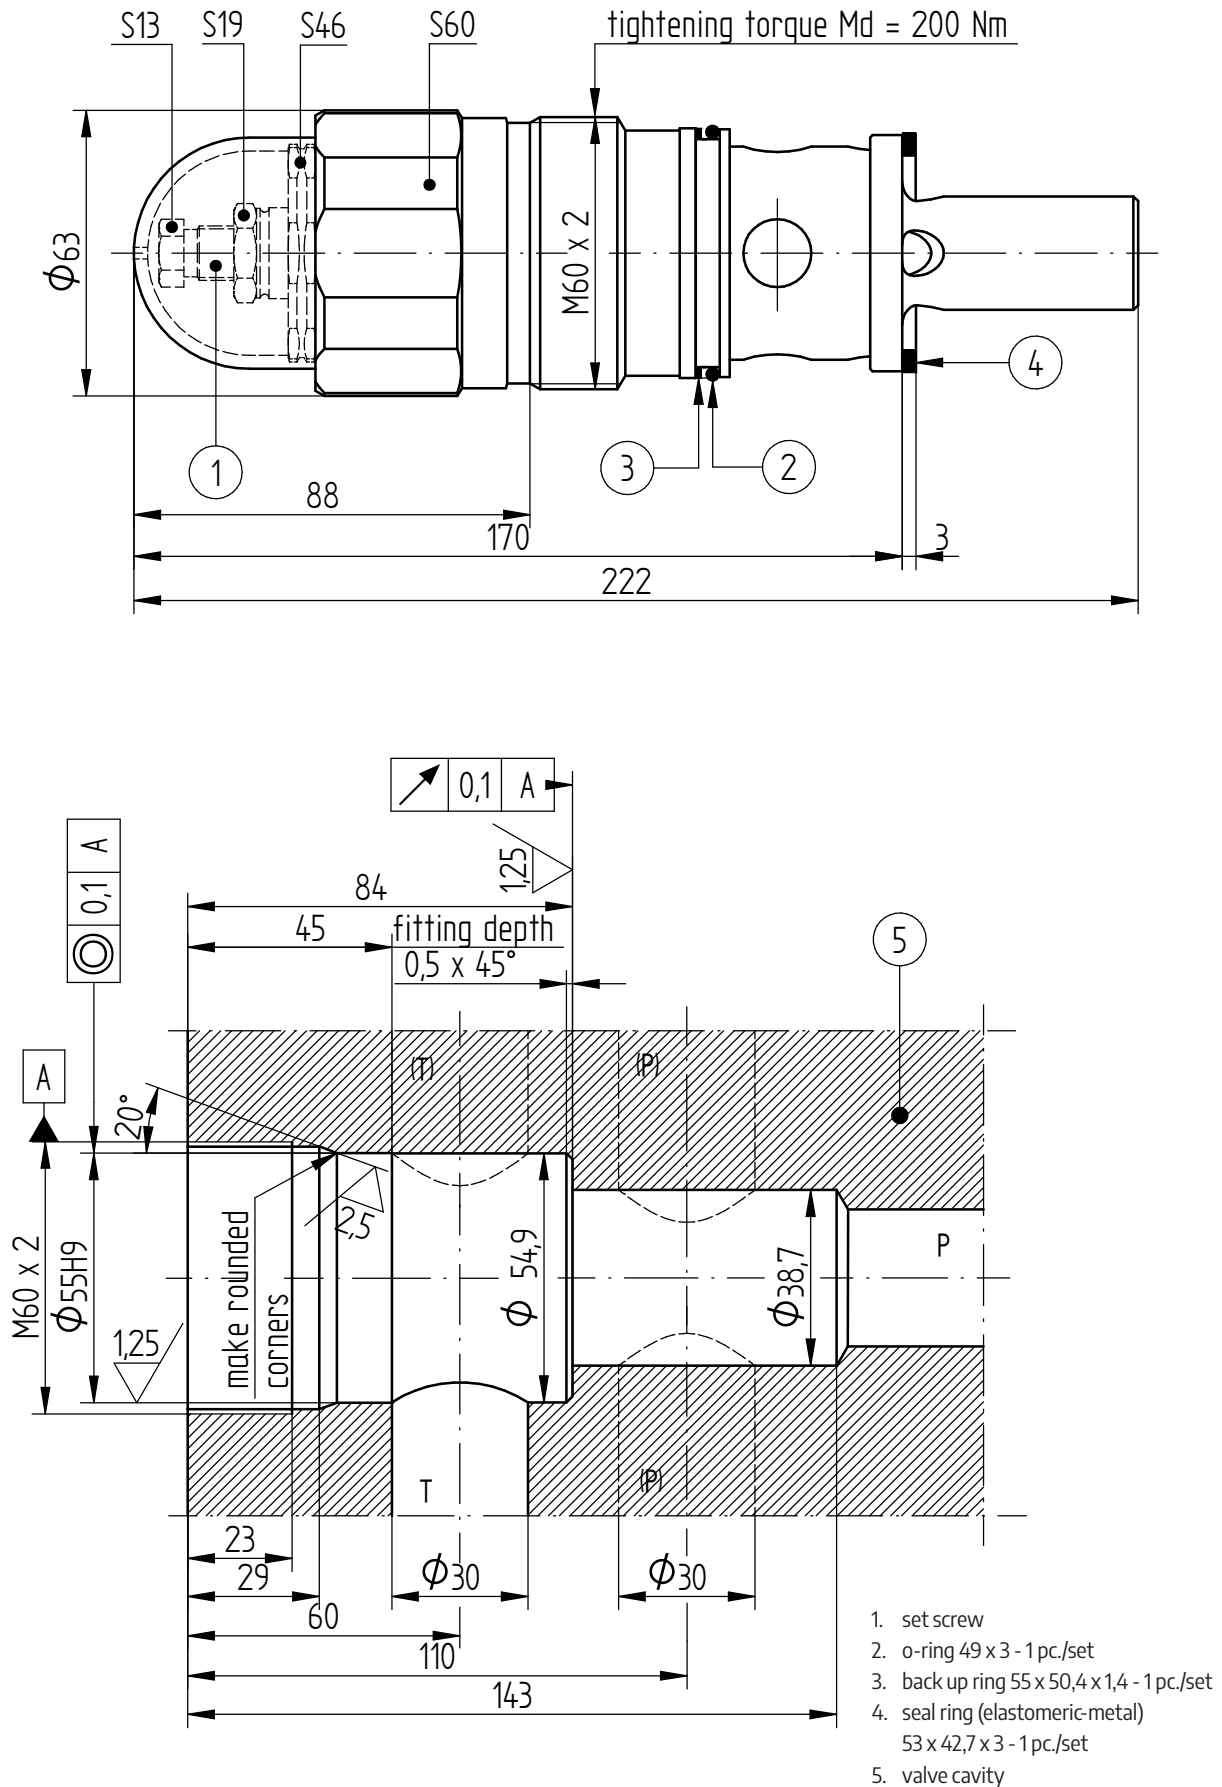 S13
S19
S46
S60
tightening torque Md = 200 Nm
ϕ63
M60 x 2
4
1
3
2
88
170
3
222
0,1 A
0,1 A
1,25
84
45
fitting depth
0,5 x 45°
5
A
(T)
(P)
20°
2,5
M60 x 2
ϕ55H9
make rounded
corners
ϕ 54,9
ϕ38,7
P
1,25
T
(P)
23
29
ϕ30
ϕ30
60
110
143
1. set screw
2. o-ring 49 x 3 - 1 pc./set
3. back up ring 55 x 50,4 x 1,4 - 1 pc./set
4. seal ring (elastomeric-metal)
53 x 42,7 x 3 - 1 pc./set
5. valve cavity